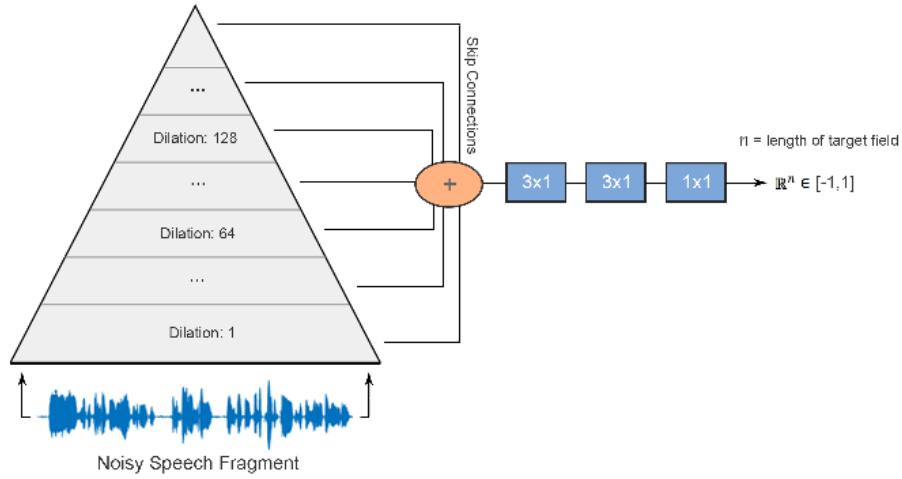 ...
Dilation: 128
...
Dilation: 64
...
Dilation: 1
Noisy Speech Fragment
Skip Connections
+
3x1
3x1
1x1
n = length of target field
ℝⁿ ∈ [-1,1]